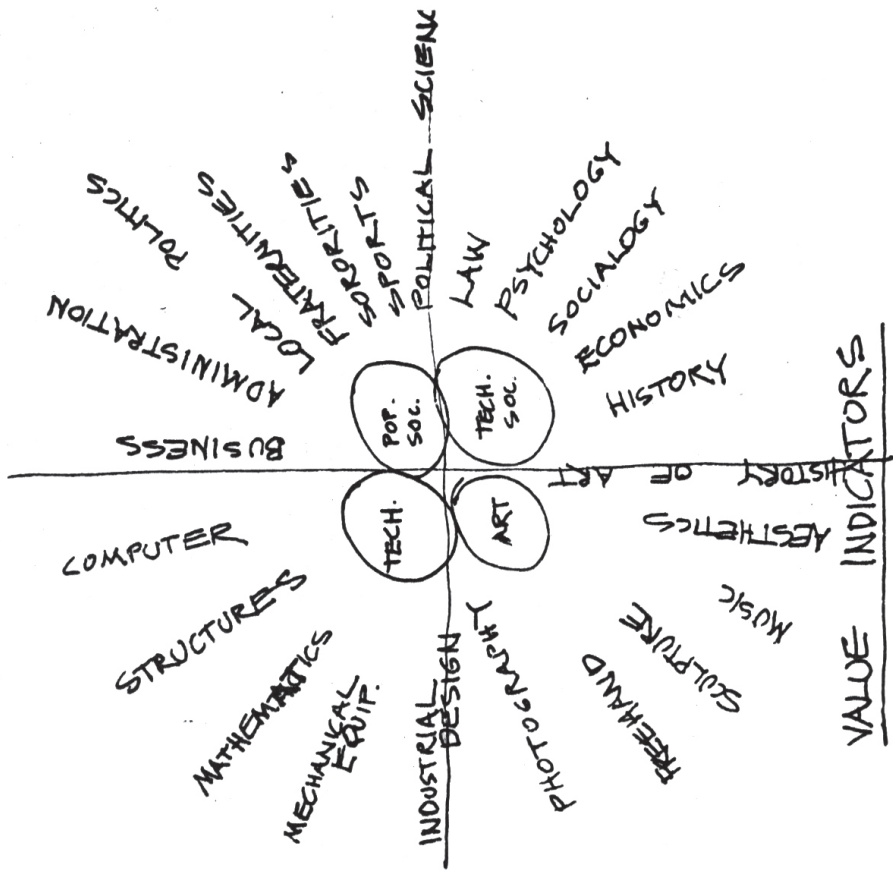 VALUE INDICATORS
POLITICAL SCIENC
LAW
PSYCHOLOGY
SOCIALOGY
ECONOMICS
HISTORY
HISTORY OF ART
AESTHETICS
MUSIC
SCULPTURE
FREEHAND
PHOTOGRAPHY
INDUSTRIAL
DESIGN
MECHANICAL
EQUIP.
MATHEMATICS
STRUCTURES
COMPUTER
BUSINESS
ADMINISTRATION
LOCAL POLITICS
FRATERNITIES
SORORITIES
SPORTS
POP.
SOC.
TECH.
SOC.
TECH.
ART